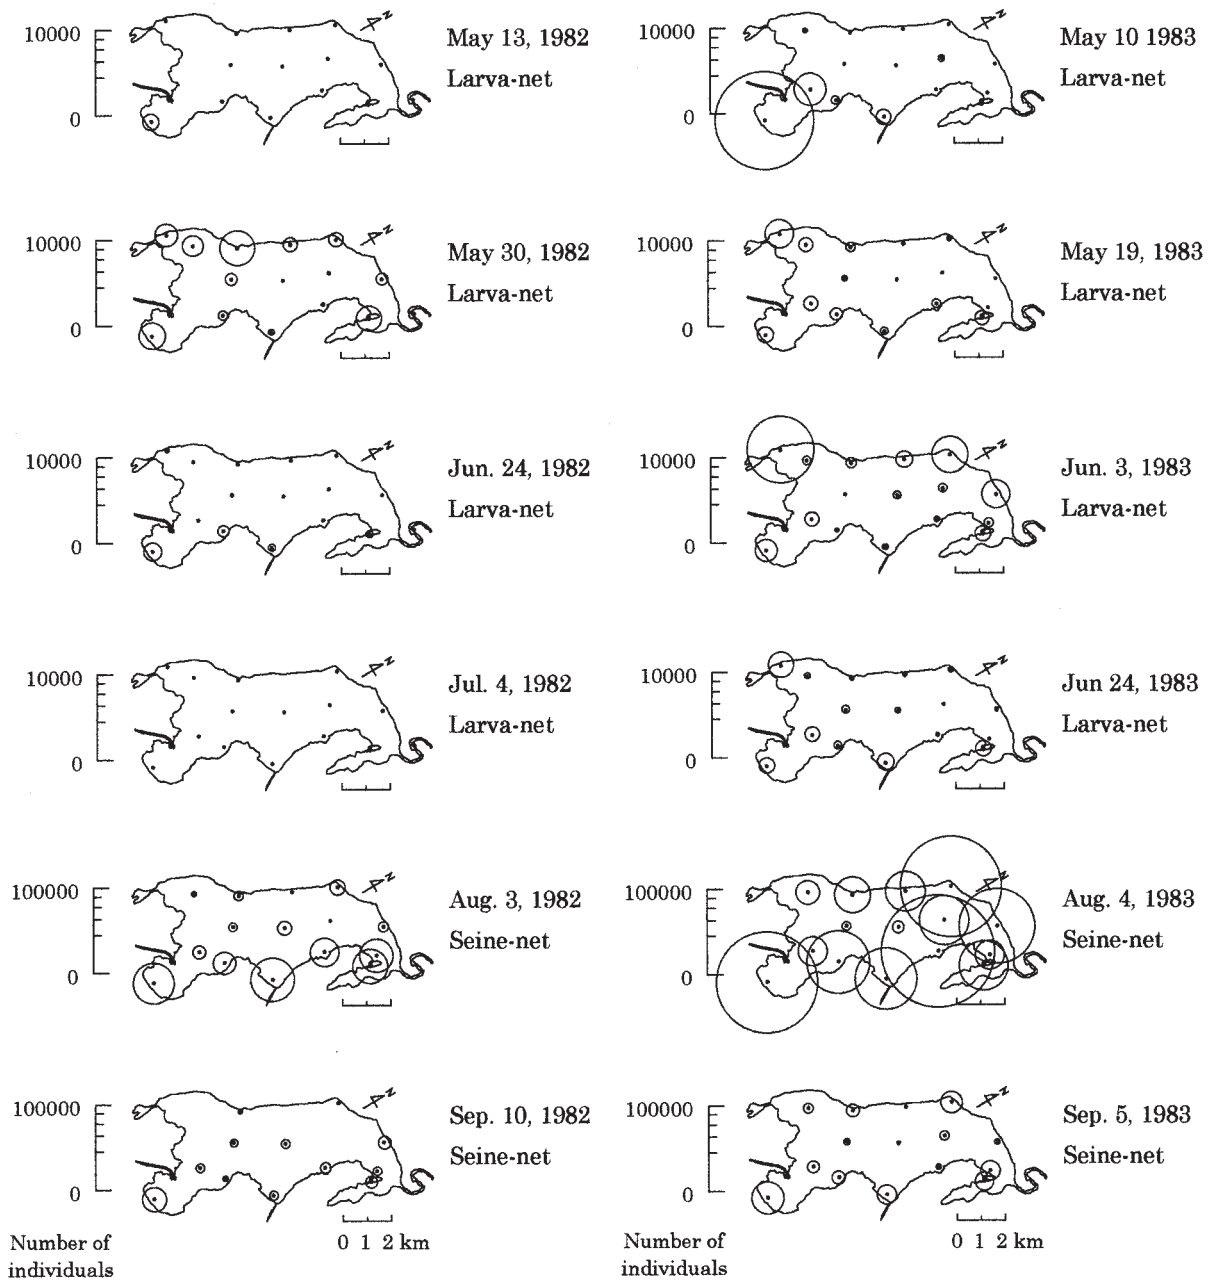 10000
0
N
May 13, 1982
Larva-net
10000
0
N
May 10 1983
Larva-net
10000
0
N
May 30, 1982
Larva-net
10000
0
N
May 19, 1983
Larva-net
10000
0
N
Jun. 24, 1982
Larva-net
10000
0
N
Jun. 3, 1983
Larva-net
10000
0
N
Jul. 4, 1982
Larva-net
10000
0
N
Jun 24, 1983
Larva-net
100000
0
N
Aug. 3, 1982
Seine-net
100000
0
N
Aug. 4, 1983
Seine-net
100000
0
N
Sep. 10, 1982
Seine-net
100000
0
N
Sep. 5, 1983
Seine-net
Number of
individuals
0 1 2 km
Number of
individuals
0 1 2 km